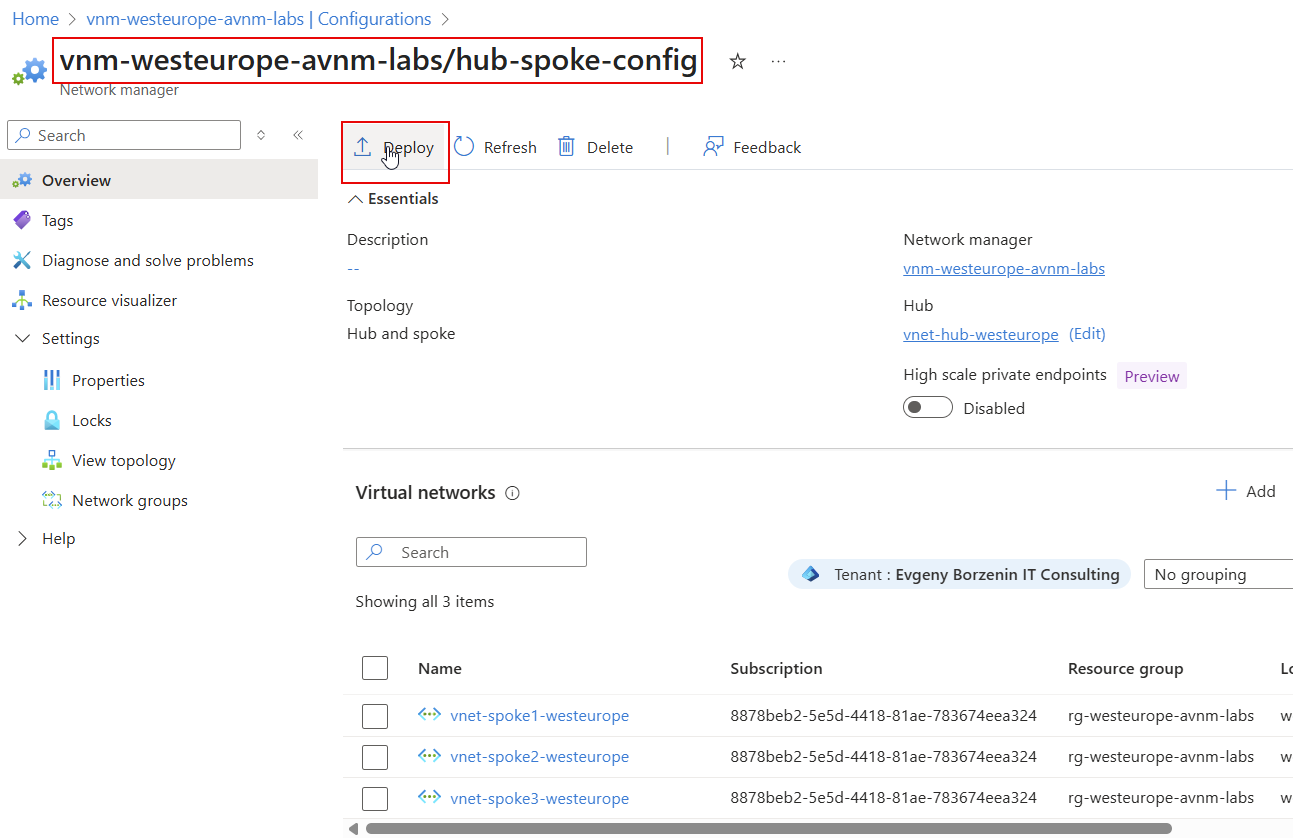 Home > vnm-westeurope-avnm-labs | Configurations >
vnm-westeurope-avnm-labs/hub-spoke-config
Network manager
Search
Overview
Tags
Diagnose and solve problems
Resource visualizer
Settings
Properties
Locks
View topology
Network groups
Help
Deploy Refresh Delete | Feedback
Essentials
Description
--
Topology
Hub and spoke
Network manager
vnm-westeurope-avnm-labs
Hub
vnet-hub-westeurope (Edit)
High scale private endpoints Preview
Disabled
Virtual networks
Add
Search
Tenant : Evgeny Borzenin IT Consulting No grouping
Showing all 3 items
Name Subscription Resource group
vnet-spoke1-westeurope 8878beb2-5e5d-4418-81ae-783674eea324 rg-westeurope-avnm-labs
vnet-spoke2-westeurope 8878beb2-5e5d-4418-81ae-783674eea324 rg-westeurope-avnm-labs
vnet-spoke3-westeurope 8878beb2-5e5d-4418-81ae-783674eea324 rg-westeurope-avnm-labs